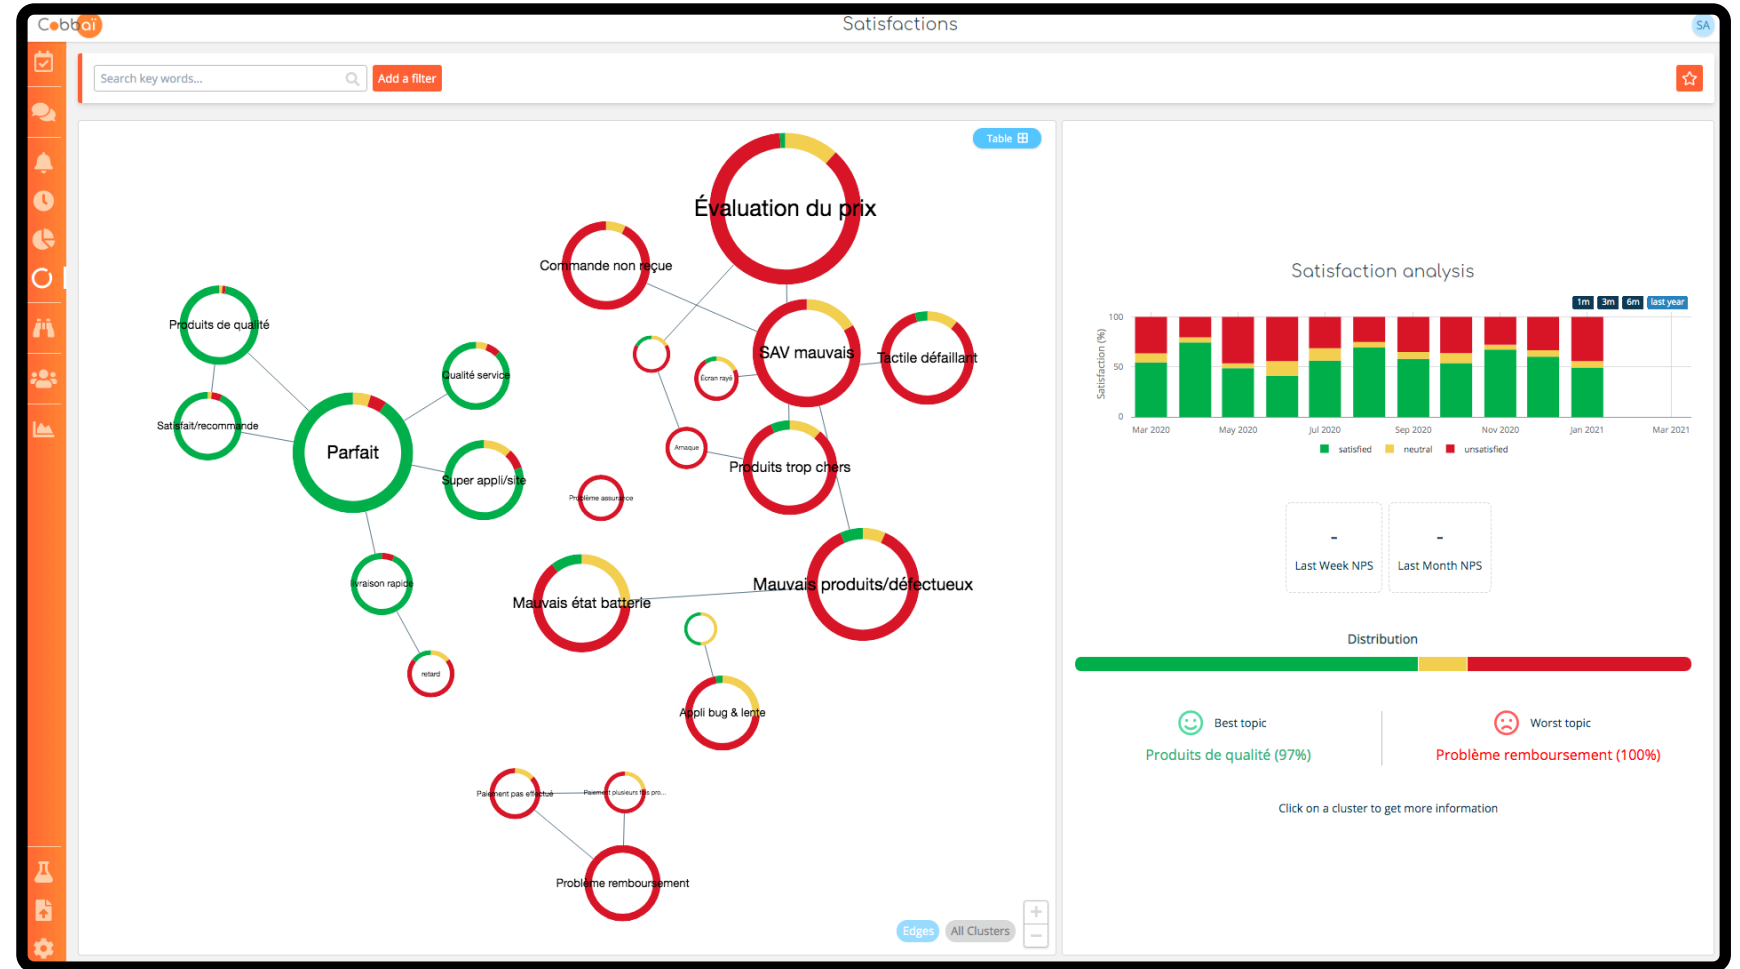 Cobbaï
Satisfactions
SA
Search key words...
Add a filter
Table
Évaluation du prix
Commande non reçue
Produits de qualité
SAV mauvais
Tactile défaillant
Qualité service
Écran rayé
Satisfait/recommande
Parfait
Arnaque
Produits trop chers
Super appli/site
Problème assurance
livraison rapide
Mauvais produits/défectueux
Mauvais état batterie
retard
Appli bug & lente
Paiement pas effectué
Paiement plusieurs fois pro...
Problème remboursement
Edges
All Clusters
+
−
Satisfaction analysis
1m 3m 6m last year
Satisfaction (%)
100
50
0
Mar 2020 May 2020 Jul 2020 Sep 2020 Nov 2020 Jan 2021 Mar 2021
satisfied neutral unsatisfied
- -
Last Week NPS Last Month NPS
Distribution
Best topic Worst topic
Produits de qualité (97%) Problème remboursement (100%)
Click on a cluster to get more information